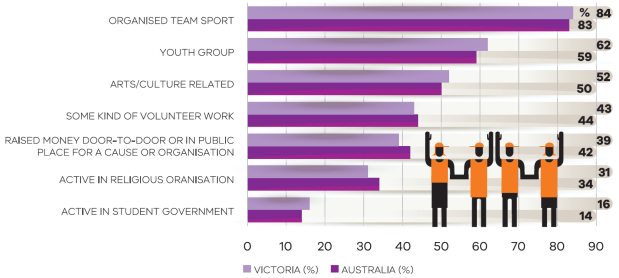 ORGANISED TEAM SPORT
% 84
83
YOUTH GROUP
62
59
ARTS/CULTURE RELATED
52
50
SOME KIND OF VOLUNTEER WORK
43
44
RAISED MONEY DOOR-TO-DOOR OR IN PUBLIC
PLACE FOR A CAUSE OR ORGANISATION
39
42
ACTIVE IN RELIGIOUS ORANISATION
31
34
ACTIVE IN STUDENT GOVERNMENT
16
14
0 10 20 30 40 50 60 70 80 90
VICTORIA (%) AUSTRALIA (%)